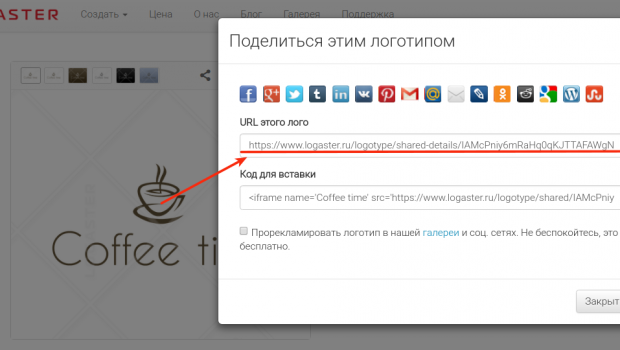 ASTER Создать Цена О нас Блог Галерея Поддержка
Поделиться этим логотипом
URL этого лого
https://www.logaster.ru/logotype/shared-details/IAMcPniy6mRaHq0qKJTTAFAWgN
Код для вставки
<iframe name='Coffee time' src='https://www.logaster.ru/logotype/shared/IAMcPniy
Прорекламировать логотип в нашей галереи и соц. сетях. Не беспокойтесь, это
бесплатно.
Закрыт
Coffee ti